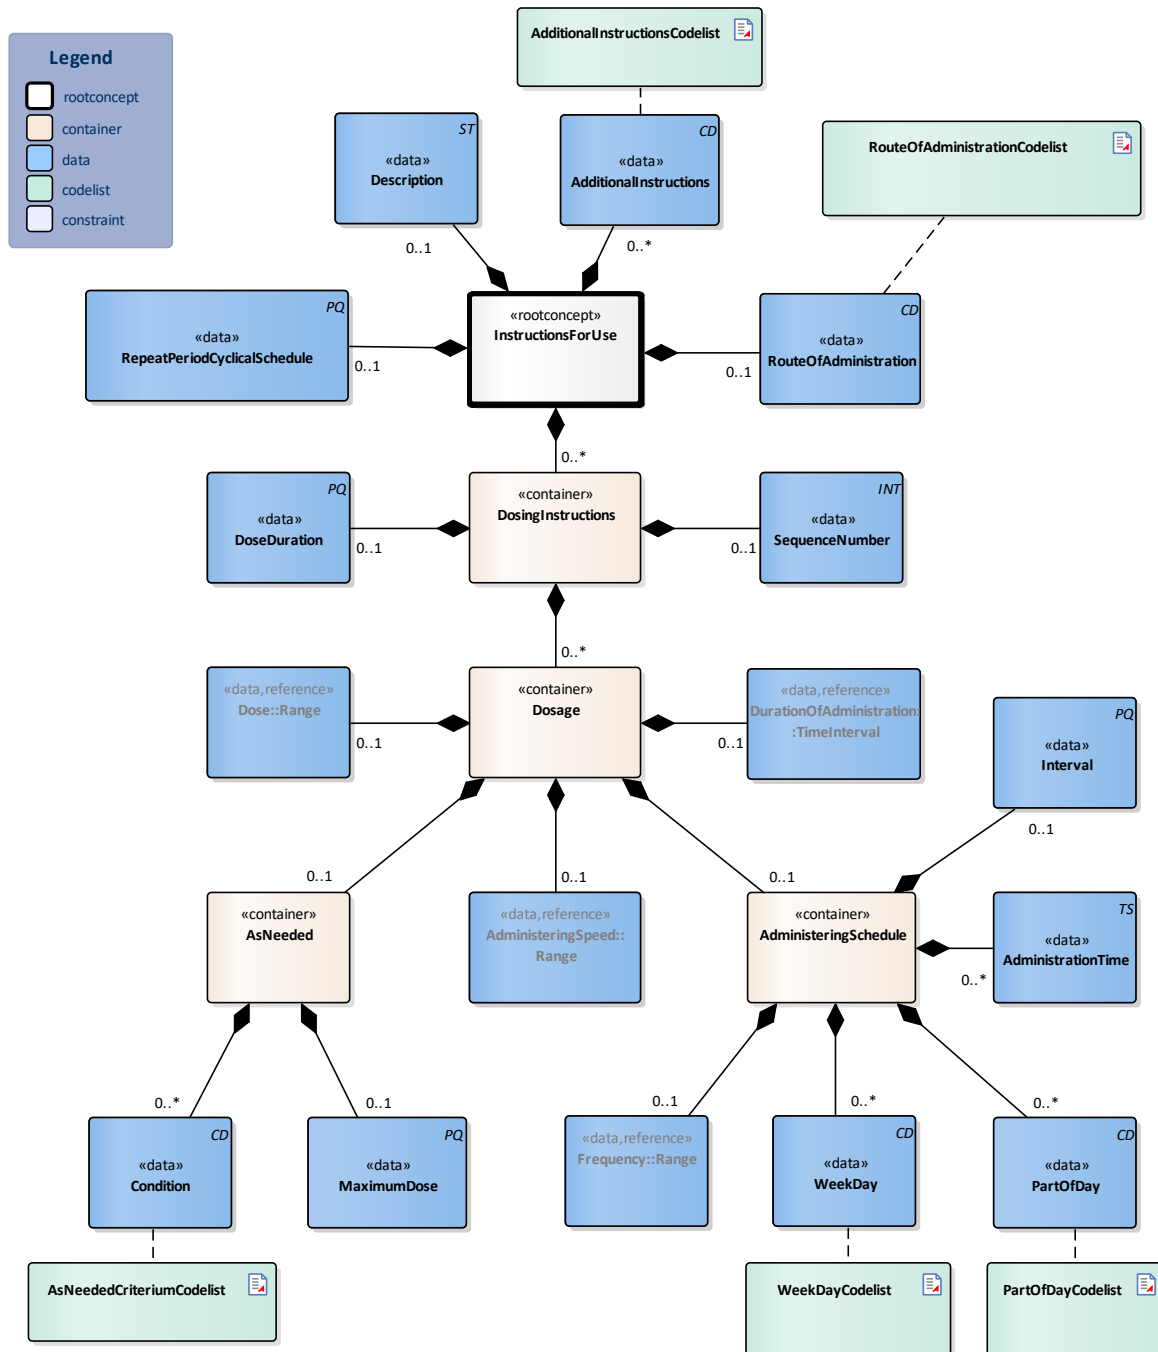 Legend
rootconcept
container
data
codelist
constraint
AdditionalInstructionsCodelist
ST
«data»
Description
0..1
CD
«data»
AdditionalInstructions
0..*
RouteOfAdministrationCodelist
PQ
«data»
RepeatPeriodCyclicalSchedule
0..1
«rootconcept»
InstructionsForUse
CD
«data»
RouteOfAdministration
0..1
0..*
PQ
«data»
DoseDuration
0..1
«container»
DosingInstructions
INT
«data»
SequenceNumber
0..1
0..*
«data,reference»
Dose::Range
0..1
«container»
Dosage
«data,reference»
DurationOfAdministration:
:TimeInterval
0..1
PQ
«data»
Interval
0..1
0..1
0..1
0..1
«container»
AsNeeded
«data,reference»
AdministeringSpeed::
Range
«container»
AdministeringSchedule
TS
«data»
AdministrationTime
0..*
0..*
0..1
0..1
0..*
0..*
CD
«data»
Condition
PQ
«data»
MaximumDose
«data,reference»
Frequency::Range
CD
«data»
WeekDay
CD
«data»
PartOfDay
AsNeededCriteriumCodelist
WeekDayCodelist
PartOfDayCodelist